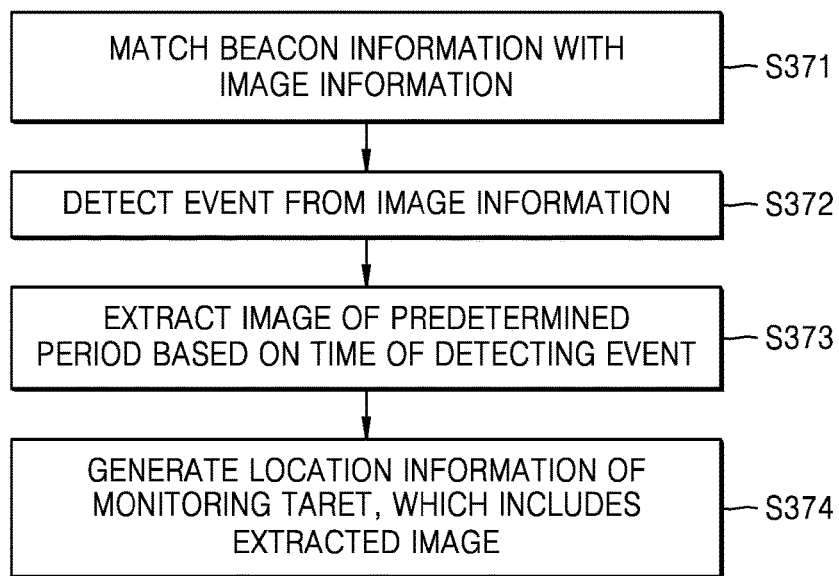 MATCH BEACON INFORMATION WITH
IMAGE INFORMATION
S371
DETECT EVENT FROM IMAGE INFORMATION
S372
EXTRACT IMAGE OF PREDETERMINED
PERIOD BASED ON TIME OF DETECTING EVENT
S373
GENERATE LOCATION INFORMATION OF
MONITORING TARET, WHICH INCLUDES
EXTRACTED IMAGE
S374